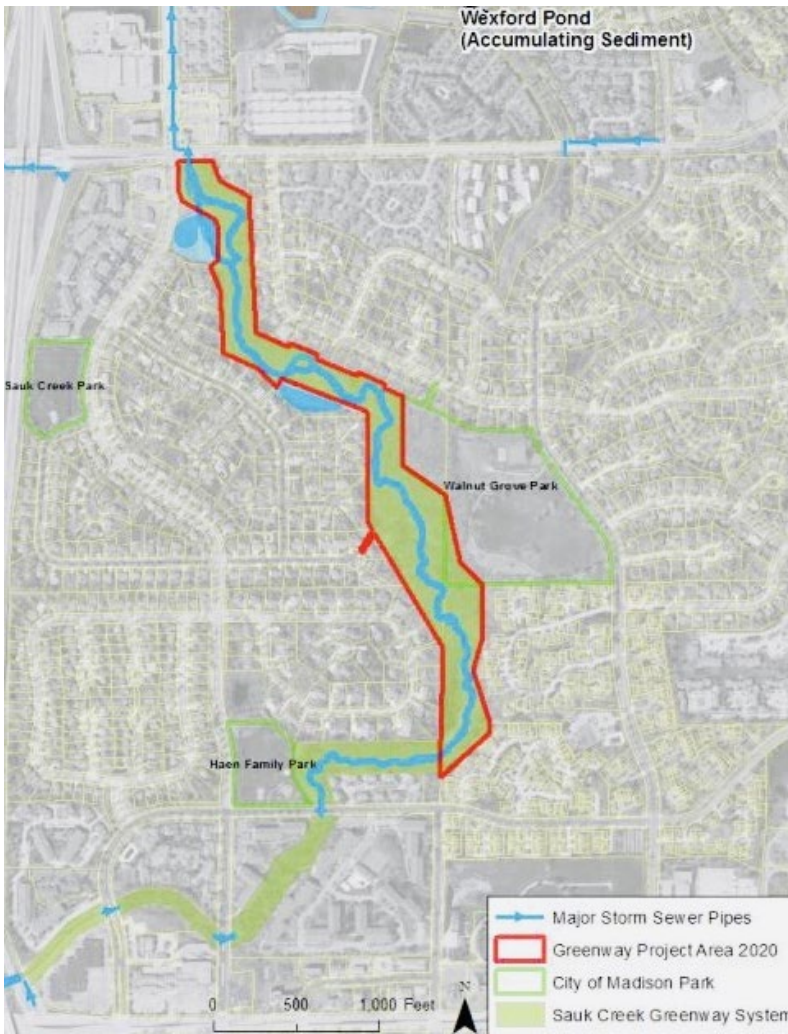 Wexford Pond
(Accumulating Sediment)
Sauk Creek Park
Walnut Grove Park
Haen Family Park
Major Storm Sewer Pipes
Greenway Project Area 2020
City of Madison Park
Sauk Creek Greenway System
N
0 500 1,000 Feet